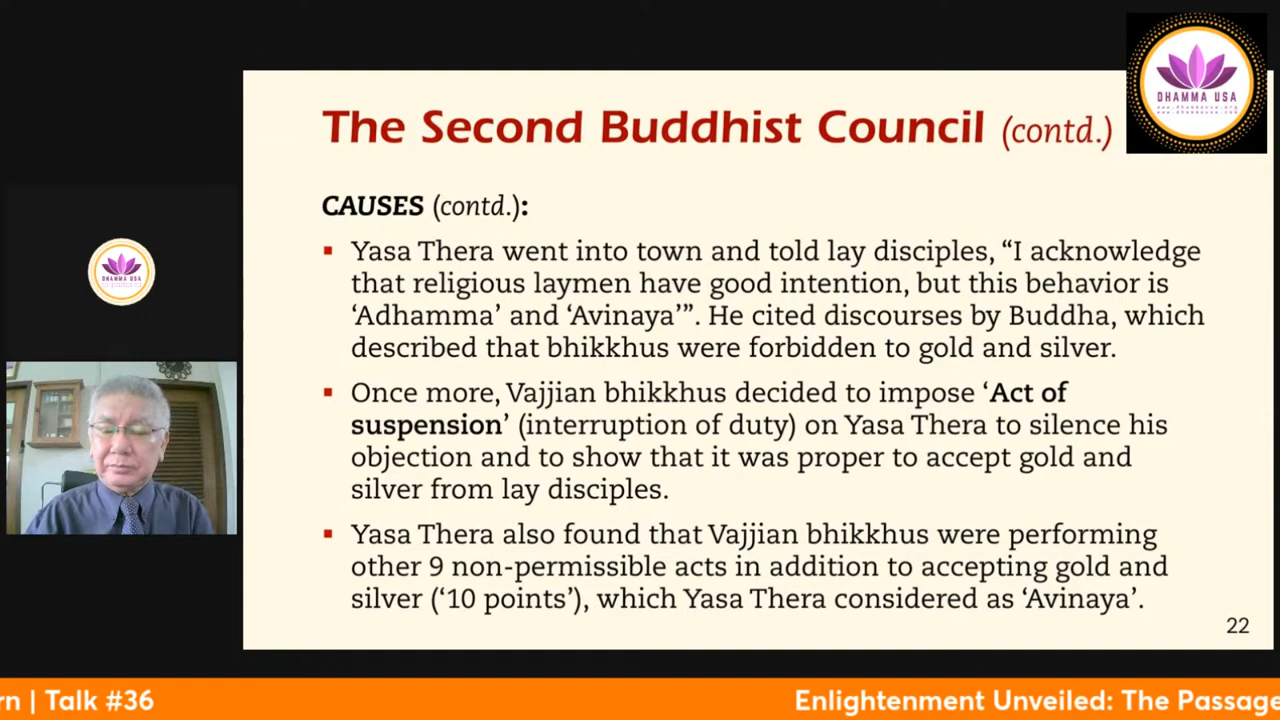 The Second Buddhist Council (contd.)
DHAMMA USA
CAUSES (contd.):
▪ Yasa Thera went into town and told lay disciples, “I acknowledge
that religious laymen have good intention, but this behavior is
‘Adhamma’ and ‘Avinaya’”. He cited discourses by Buddha, which
described that bhikkhus were forbidden to gold and silver.
▪ Once more, Vajjian bhikkhus decided to impose ‘Act of
suspension’ (interruption of duty) on Yasa Thera to silence his
objection and to show that it was proper to accept gold and
silver from lay disciples.
▪ Yasa Thera also found that Vajjian bhikkhus were performing
other 9 non-permissible acts in addition to accepting gold and
silver (‘10 points’), which Yasa Thera considered as ‘Avinaya’.
22
DHAMMA USA
rn | Talk #36
Enlightenment Unveiled: The Passage